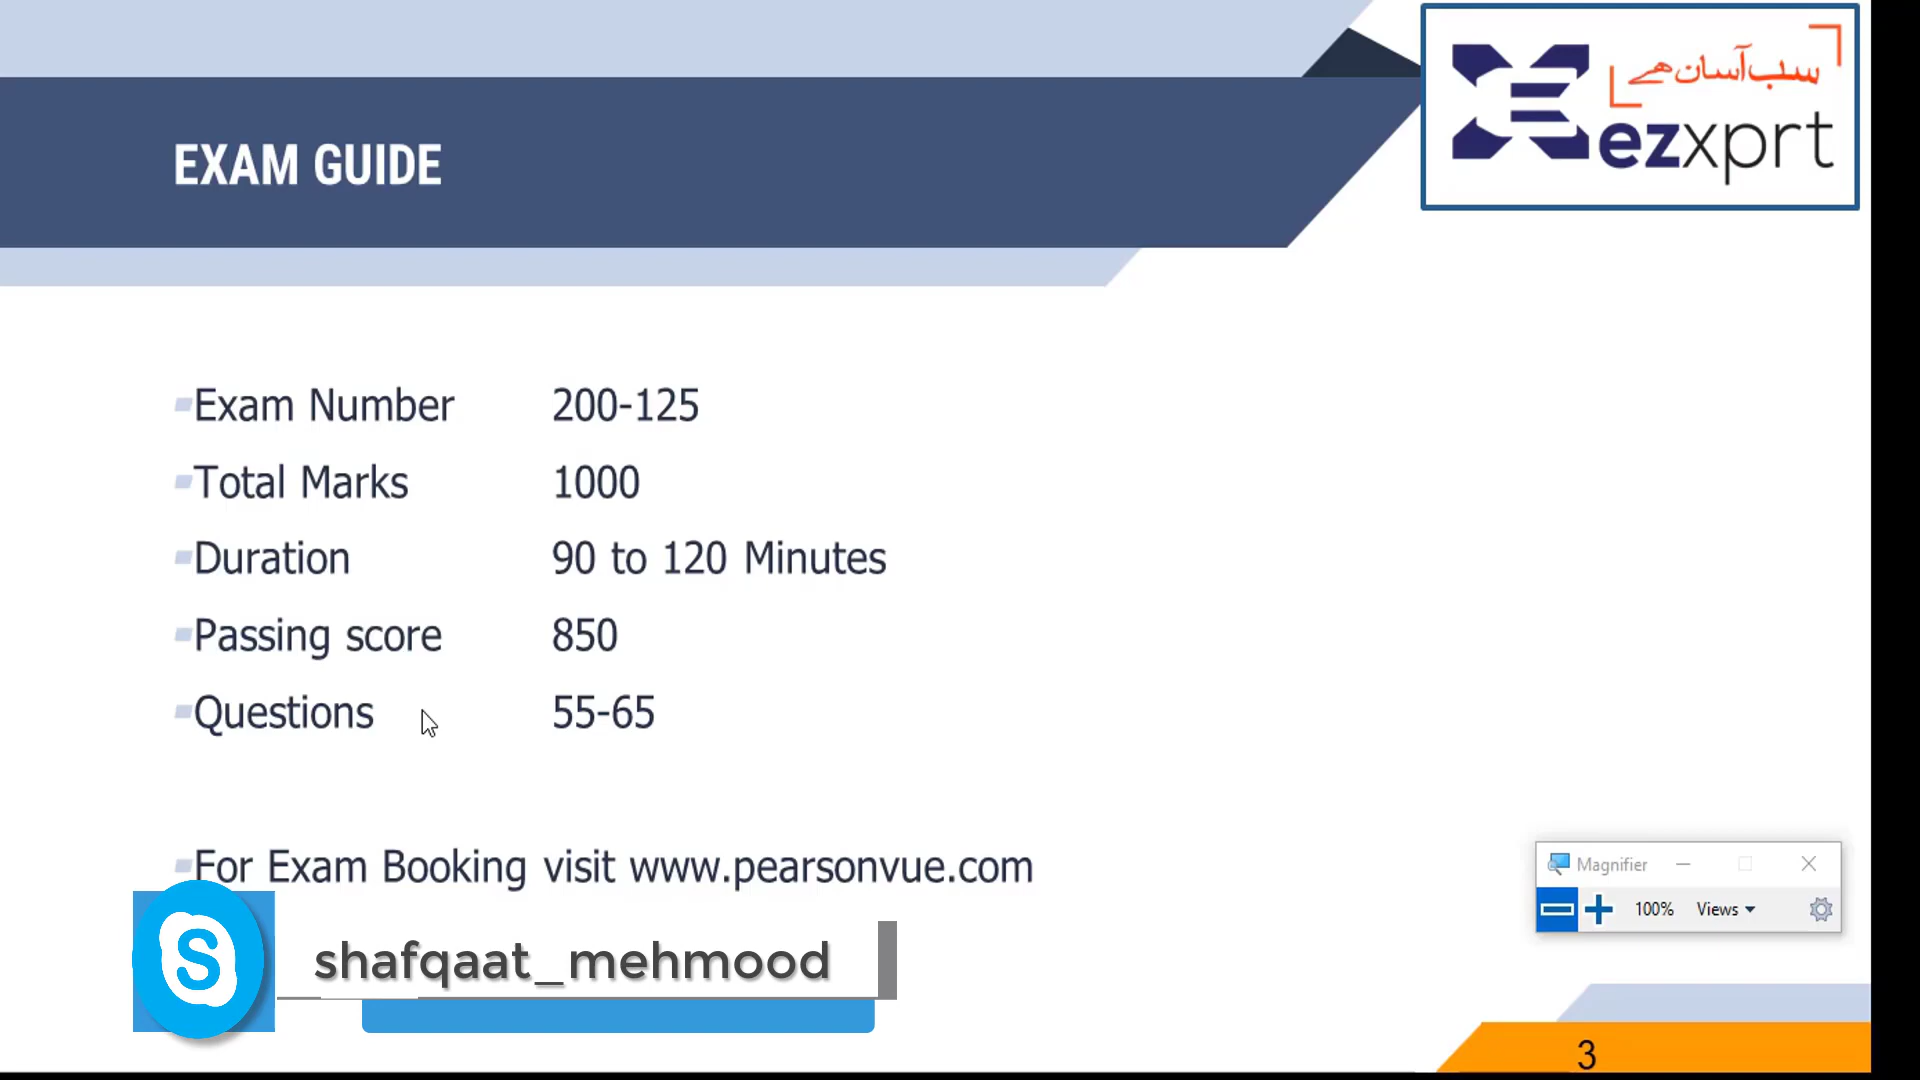 سب آسان ہے
ezxprt
EXAM GUIDE
Exam Number 200-125
Total Marks 1000
Duration 90 to 120 Minutes
Passing score 850
Questions 55-65
For Exam Booking visit www.pearsonvue.com
Magnifier
100% Views
shafqaat_mehmood
3